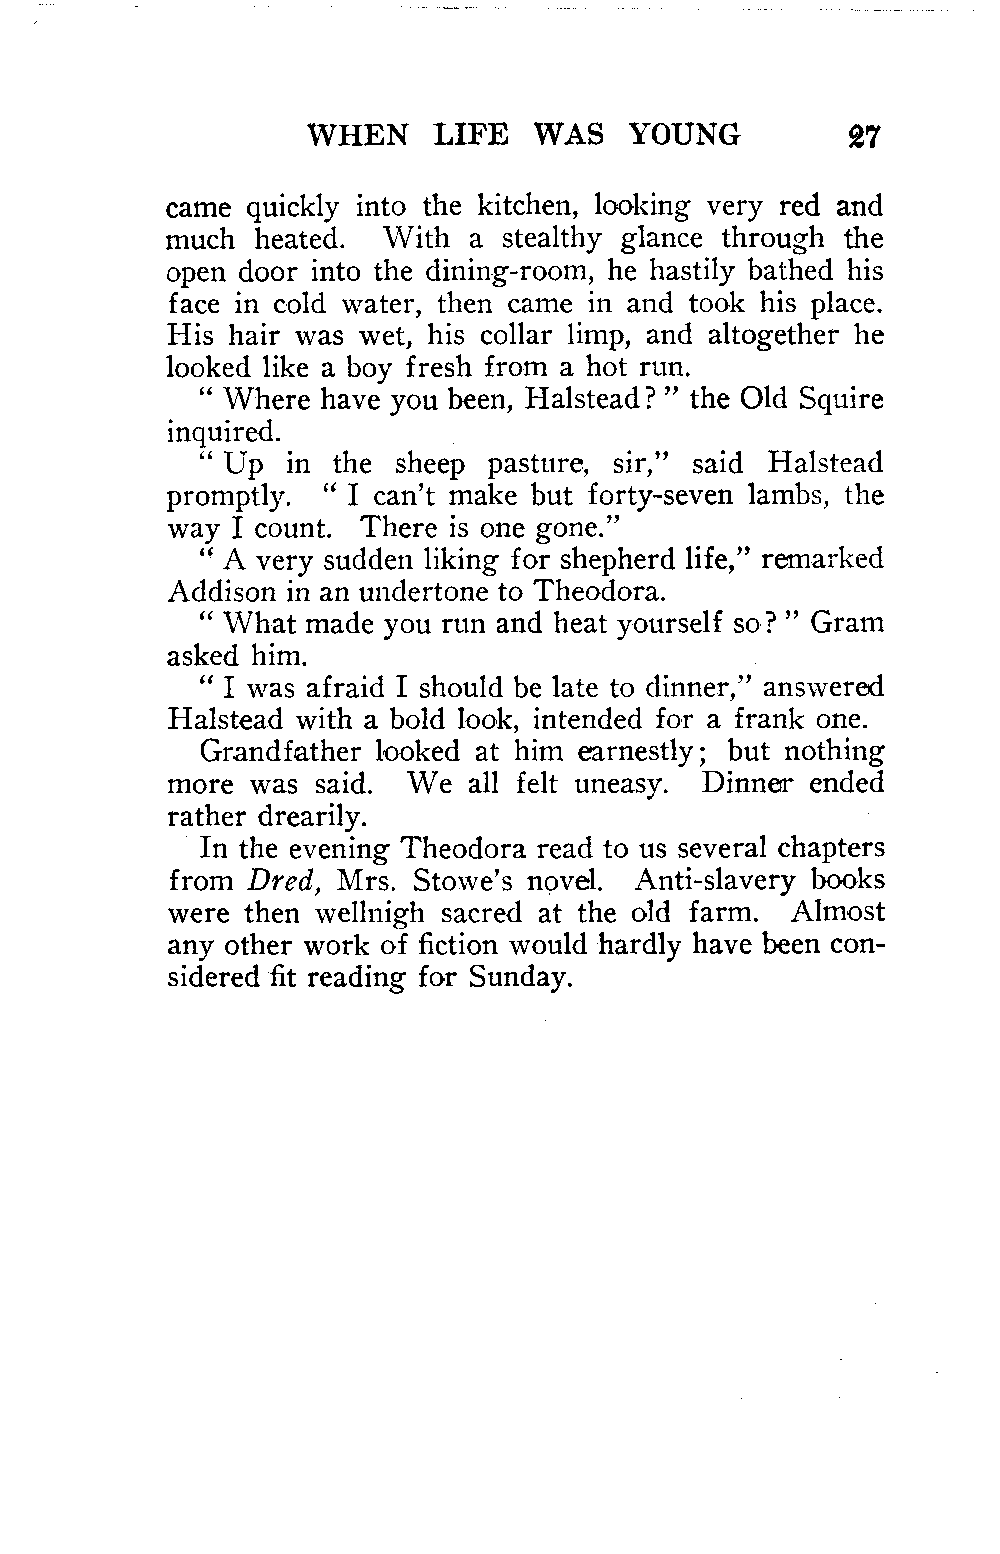 WHEN LIFE WAS YOUNG 27
came quickly into the kitchen, looking very red and
much heated. With a stealthy glance through the
open door into the dining-room, he hastily bathed his
face in cold water, then came in and took his place.
His hair was wet, his collar limp, and altogether he
looked like a boy fresh from a hot run.
“ Where have you been, Halstead? ” the Old Squire
inquired.
“ Up in the sheep pasture, sir,” said Halstead
promptly. “ I can't make but forty-seven lambs, the
way I count. There is one gone.”
“ A very sudden liking for shepherd life,” remarked
Addison in an undertone to Theodora.
“ What made you run and heat yourself so? ” Gram
asked him.
“ I was afraid I should be late to dinner,” answered
Halstead with a bold look, intended for a frank one.
Grandfather looked at him earnestly; but nothing
more was said. We all felt uneasy. Dinner ended
rather drearily.
In the evening Theodora read to us several chapters
from Dred, Mrs. Stowe's novel. Anti-slavery books
were then wellnigh sacred at the old farm. Almost
any other work of fiction would hardly have been con-
sidered fit reading for Sunday.